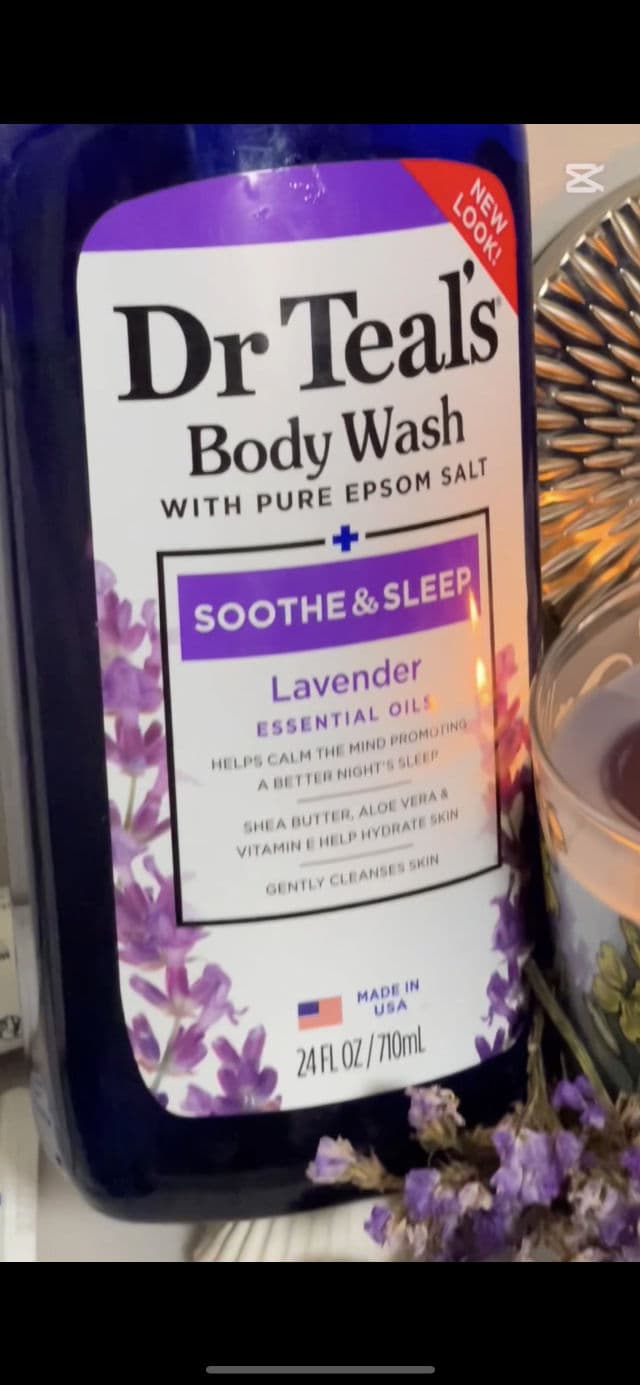 NEW
LOOK!
Dr Teal's
Body Wash
WITH PURE EPSOM SALT
SOOTHE & SLEEP
Lavender
ESSENTIAL OILS
HELPS CALM THE MIND PROMOTING
A BETTER NIGHT'S SLEEP
SHEA BUTTER, ALOE VERA &
VITAMIN E HELP HYDRATE SKIN
GENTLY CLEANSES SKIN
MADE IN
USA
24 FL OZ / 710mL